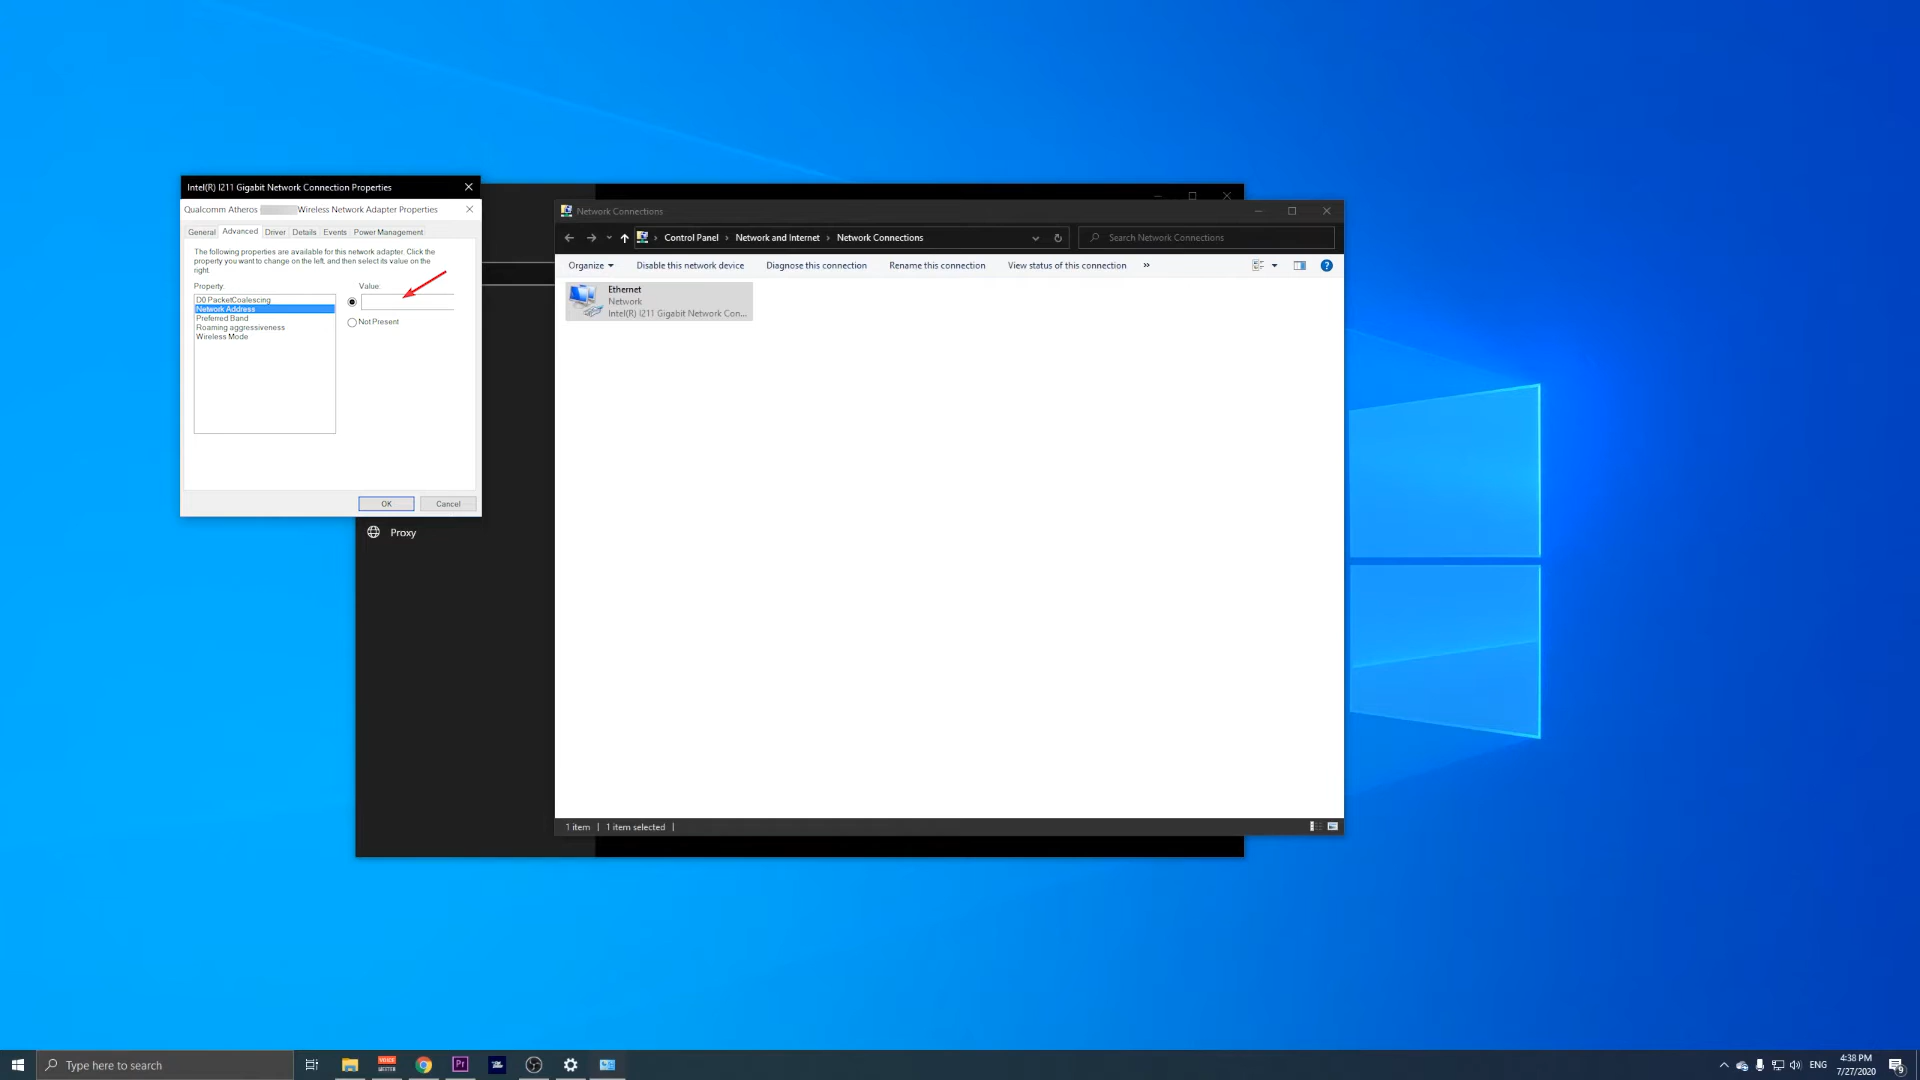 Intel(R) I211 Gigabit Network Connection Properties
Qualcomm Atheros Wireless Network Adapter Properties
General Advanced Driver Details Events Power Management
The following properties are available for this network adapter. Click the
property you want to change on the left, and then select its value on the
right.
Property: Value:
D0 PacketCoalescing
Network Address
Preferred Band
Roaming aggressiveness
Wireless Mode
Not Present
OK Cancel
Proxy
Network Connections
Control Panel Network and Internet Network Connections
Search Network Connections
Organize Disable this network device Diagnose this connection Rename this connection View status of this connection »
Ethernet
Network
Intel(R) I211 Gigabit Network Con...
1 item 1 item selected
Type here to search
VOICE
MEETER
Pr
ENG
4:38 PM
7/27/2020
9